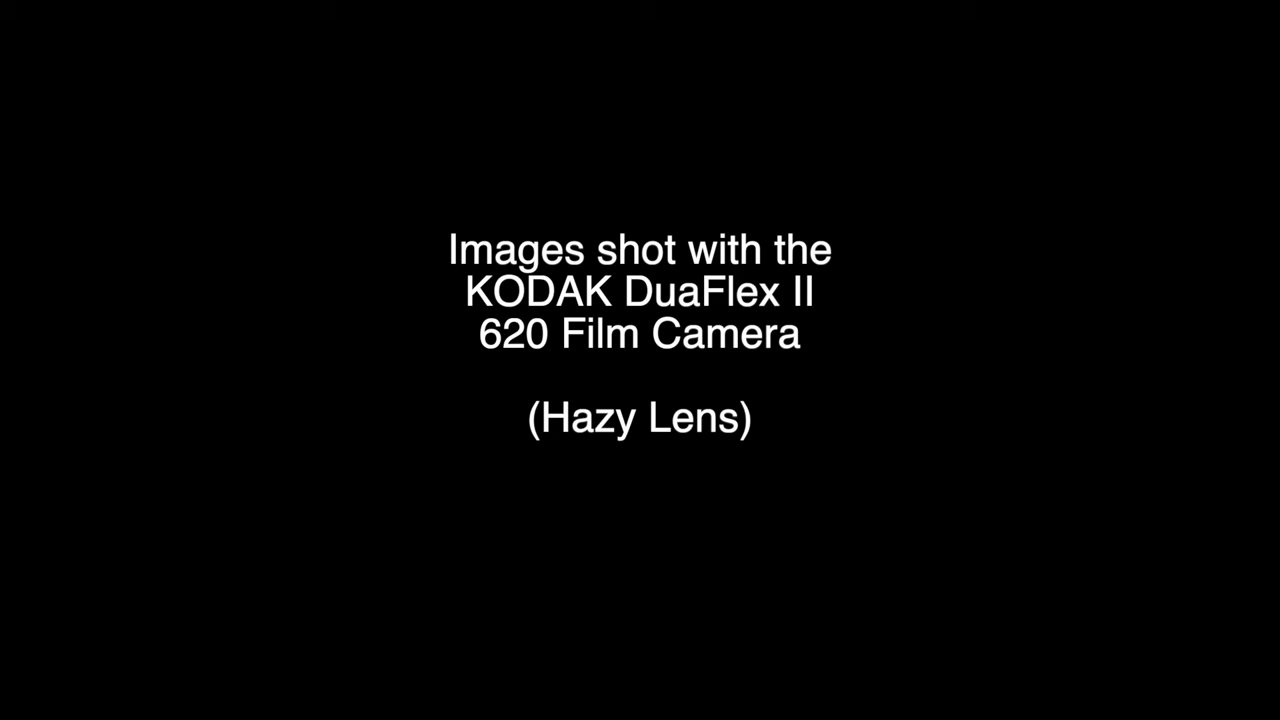 Images shot with the
KODAK DuaFlex II
620 Film Camera
(Hazy Lens)